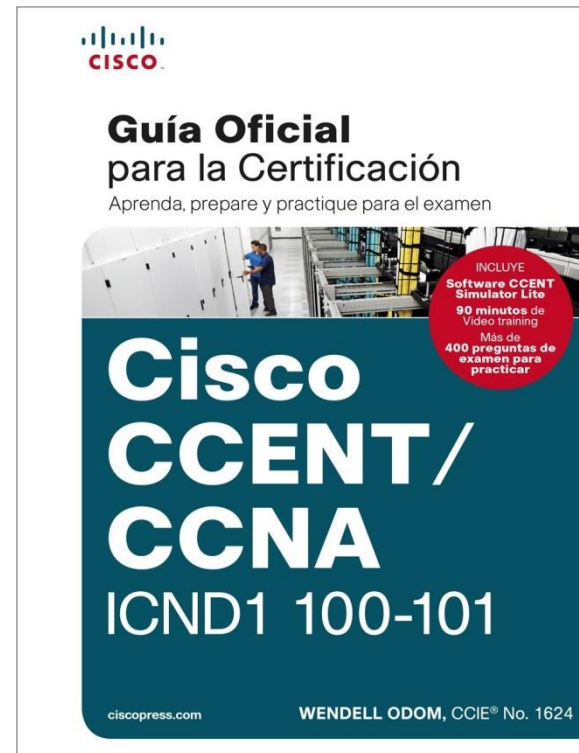 CISCO
Guía Oficial
para la Certificación
Aprenda, prepare y practique para el examen
INCLUYE
Software CCENT
Simulator Lite
90 minutos de
Video training
Más de
400 preguntas de
examen para
practicar
Cisco
CCENT/
CCNA
ICND1 100-101
ciscopress.com
WENDELL ODOM, CCIE® No. 1624